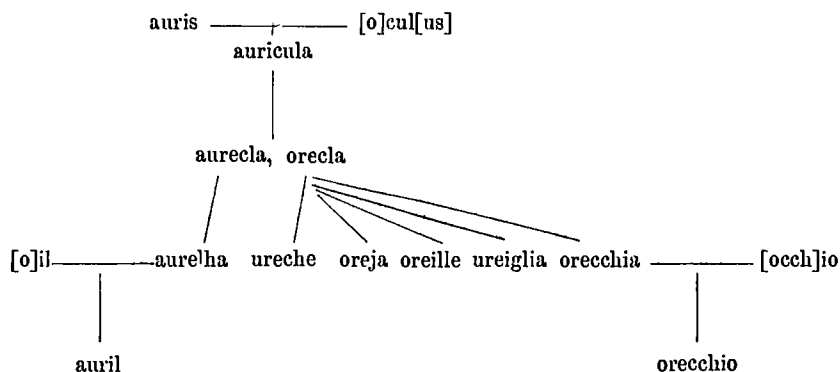 auris [o]cul[us]
auricula
aurecla, orecla
[o]il aurelha ureche oreja oreille ureiglia orecchia [occh]io
auril orecchio